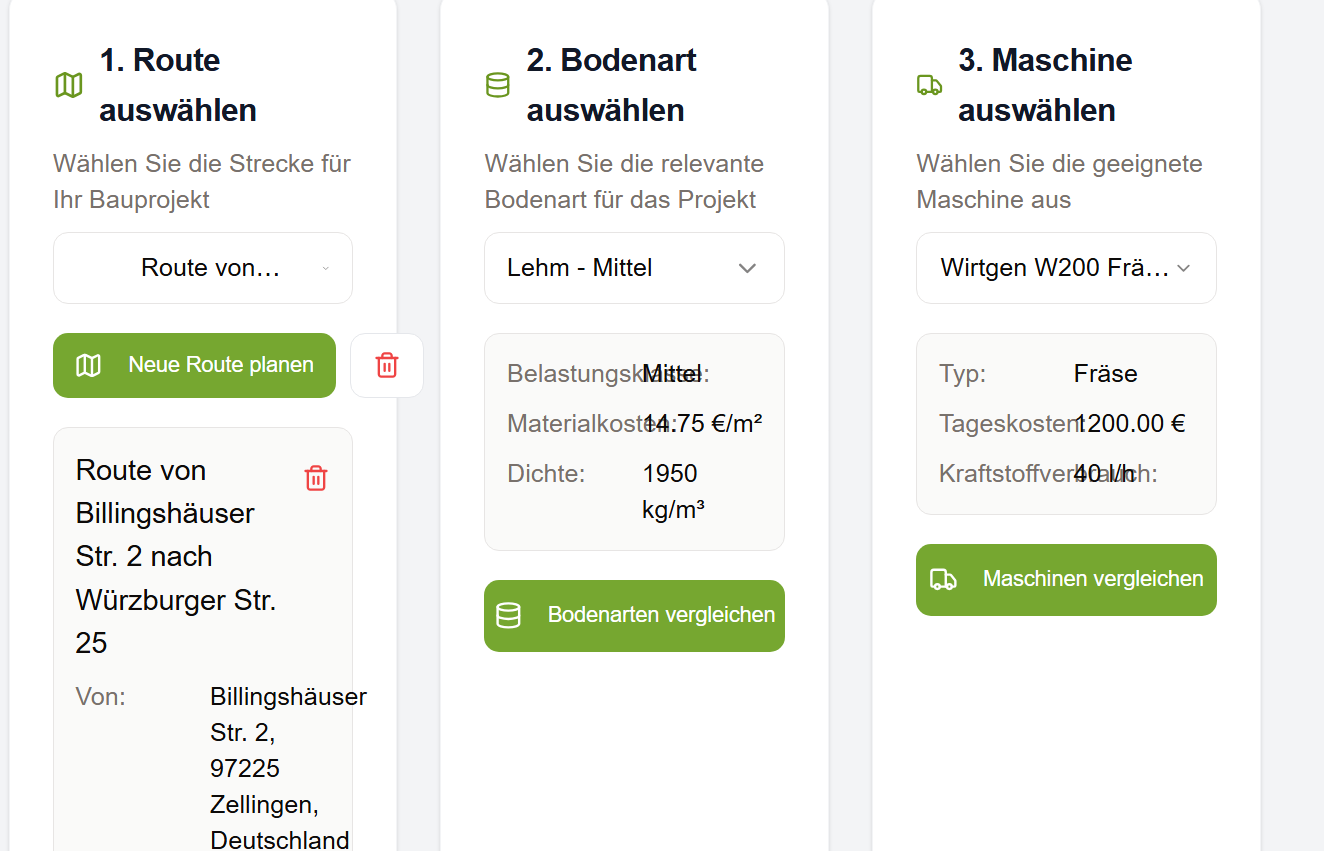 1. Route
auswählen
Wählen Sie die Strecke für
Ihr Bauprojekt
Route von…
Neue Route planen
Route von
Billingshäuser
Str. 2 nach
Würzburger Str.
25
Von:
Billingshäuser
Str. 2,
97225
Zellingen,
Deutschland
2. Bodenart
auswählen
Wählen Sie die relevante
Bodenart für das Projekt
Lehm - Mittel
Belastungsklasse: Mittel
Materialkosten: 14.75 €/m²
Dichte: 1950
kg/m³
Bodenarten vergleichen
3. Maschine
auswählen
Wählen Sie die geeignete
Maschine aus
Wirtgen W200 Frä…
Typ: Fräse
Tageskosten: 1200.00 €
Kraftstoffverbrauch: 40 l/h
Maschinen vergleichen